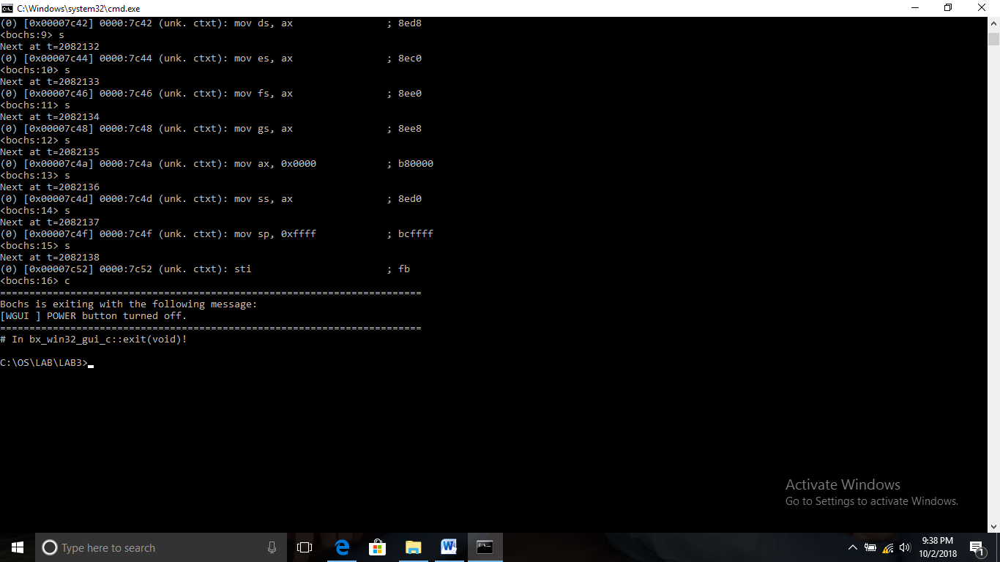 C:\Windows\system32\cmd.exe
(0) [0x00007c42] 0000:7c42 (unk. ctxt): mov ds, ax                ; 8ed8
<bochs:9> s
Next at t=2082132
(0) [0x00007c44] 0000:7c44 (unk. ctxt): mov es, ax                ; 8ec0
<bochs:10> s
Next at t=2082133
(0) [0x00007c46] 0000:7c46 (unk. ctxt): mov fs, ax                ; 8ee0
<bochs:11> s
Next at t=2082134
(0) [0x00007c48] 0000:7c48 (unk. ctxt): mov gs, ax                ; 8ee8
<bochs:12> s
Next at t=2082135
(0) [0x00007c4a] 0000:7c4a (unk. ctxt): mov ax, 0x0000            ; b80000
<bochs:13> s
Next at t=2082136
(0) [0x00007c4d] 0000:7c4d (unk. ctxt): mov ss, ax                ; 8ed0
<bochs:14> s
Next at t=2082137
(0) [0x00007c4f] 0000:7c4f (unk. ctxt): mov sp, 0xffff            ; bcffff
<bochs:15> s
Next at t=2082138
(0) [0x00007c52] 0000:7c52 (unk. ctxt): sti                       ; fb
<bochs:16> c
========================================================================
Bochs is exiting with the following message:
[WGUI ] POWER button turned off.
========================================================================
# In bx_win32_gui_c::exit(void)!
C:\OS\LAB\LAB3>
Activate Windows
Go to Settings to activate Windows.
Type here to search
9:38 PM
10/2/2018
1